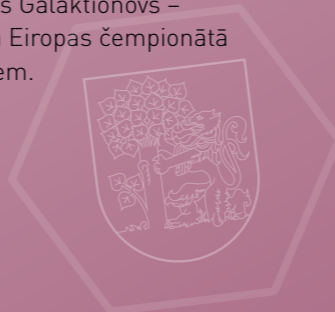 s Galaktionovs –
Eiropas čempionātā
em.